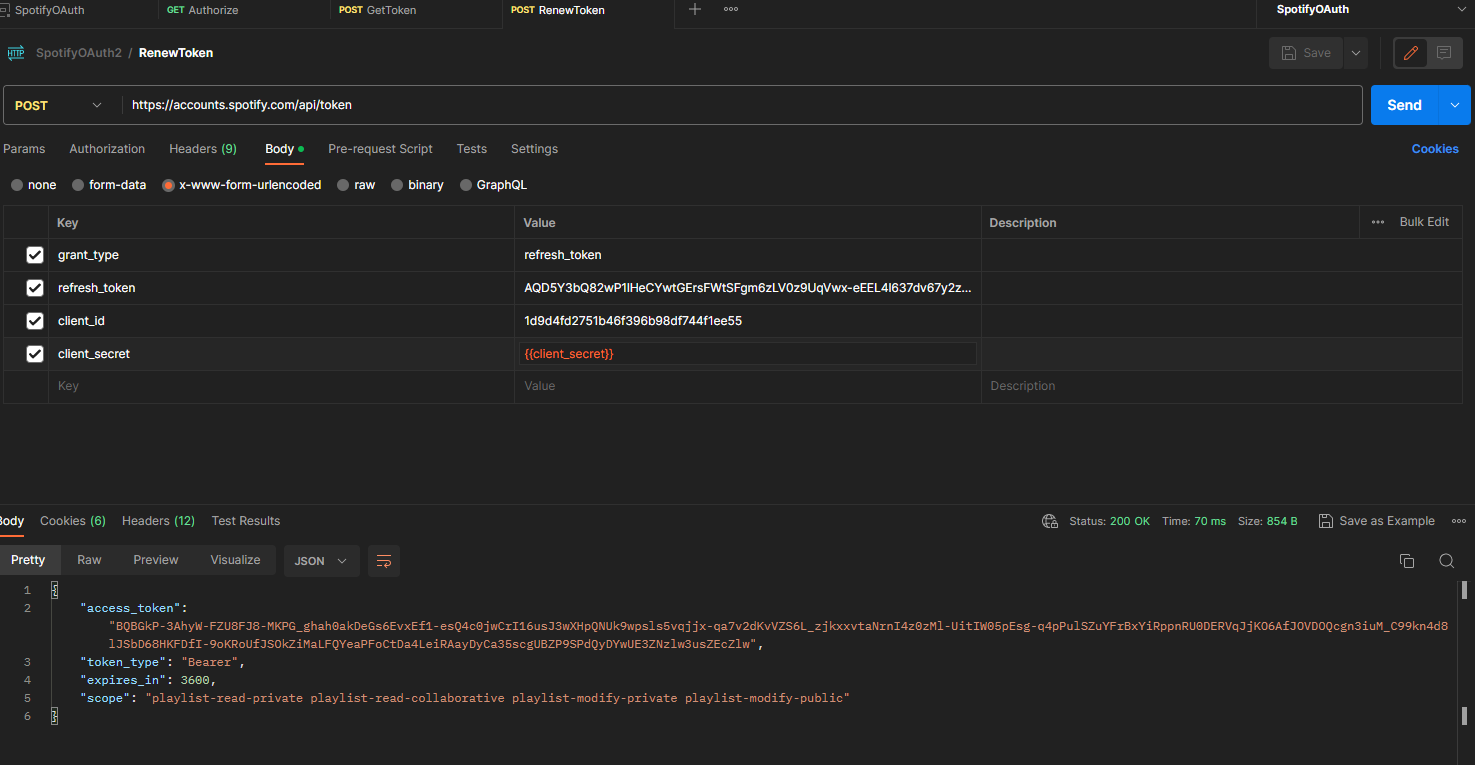 SpotifyOAuth GET Authorize POST GetToken POST RenewToken SpotifyOAuth
HTTP SpotifyOAuth2 / RenewToken Save
POST https://accounts.spotify.com/api/token Send
Params Authorization Headers (9) Body Pre-request Script Tests Settings Cookies
none form-data x-www-form-urlencoded raw binary GraphQL
Key Value Description Bulk Edit
grant_type refresh_token
refresh_token AQD5Y3bQ82wP1lHeCYwtGErsFWtSFgm6zLV0z9UqVwx-eEEL4l637dv67y2z...
client_id 1d9d4fd2751b46f396b98df744f1ee55
client_secret {{client_secret}}
Key Value Description
Body Cookies (6) Headers (12) Test Results Status: 200 OK Time: 70 ms Size: 854 B Save as Example
Pretty Raw Preview Visualize JSON
1 {
2 "access_token":
"BQBGkP-3AhyW-FZU8FJ8-MKPG_ghah0akDeGs6EvxEf1-esQ4c0jwCrI16usJ3wXHpQNUk9wpsls5vqjjx-qa7v2dKvVZS6L_zjkxxvtaNrnI4z0zMl-UitIW05pEsg-q4pPulSZuYFrBxYiRppnRU0DERVqJjKO6AfJOVDOQcgn3iuM_C99kn4d8
lJSbD68HKFDfI-9oKRoUfJSOkZiMaLFQYeaPFoCtDa4LeiRAayDyCa35scgUBZP9SPdQyDYwUE3ZNzlw3usZEcZlw",
3 "token_type": "Bearer",
4 "expires_in": 3600,
5 "scope": "playlist-read-private playlist-read-collaborative playlist-modify-private playlist-modify-public"
6 }